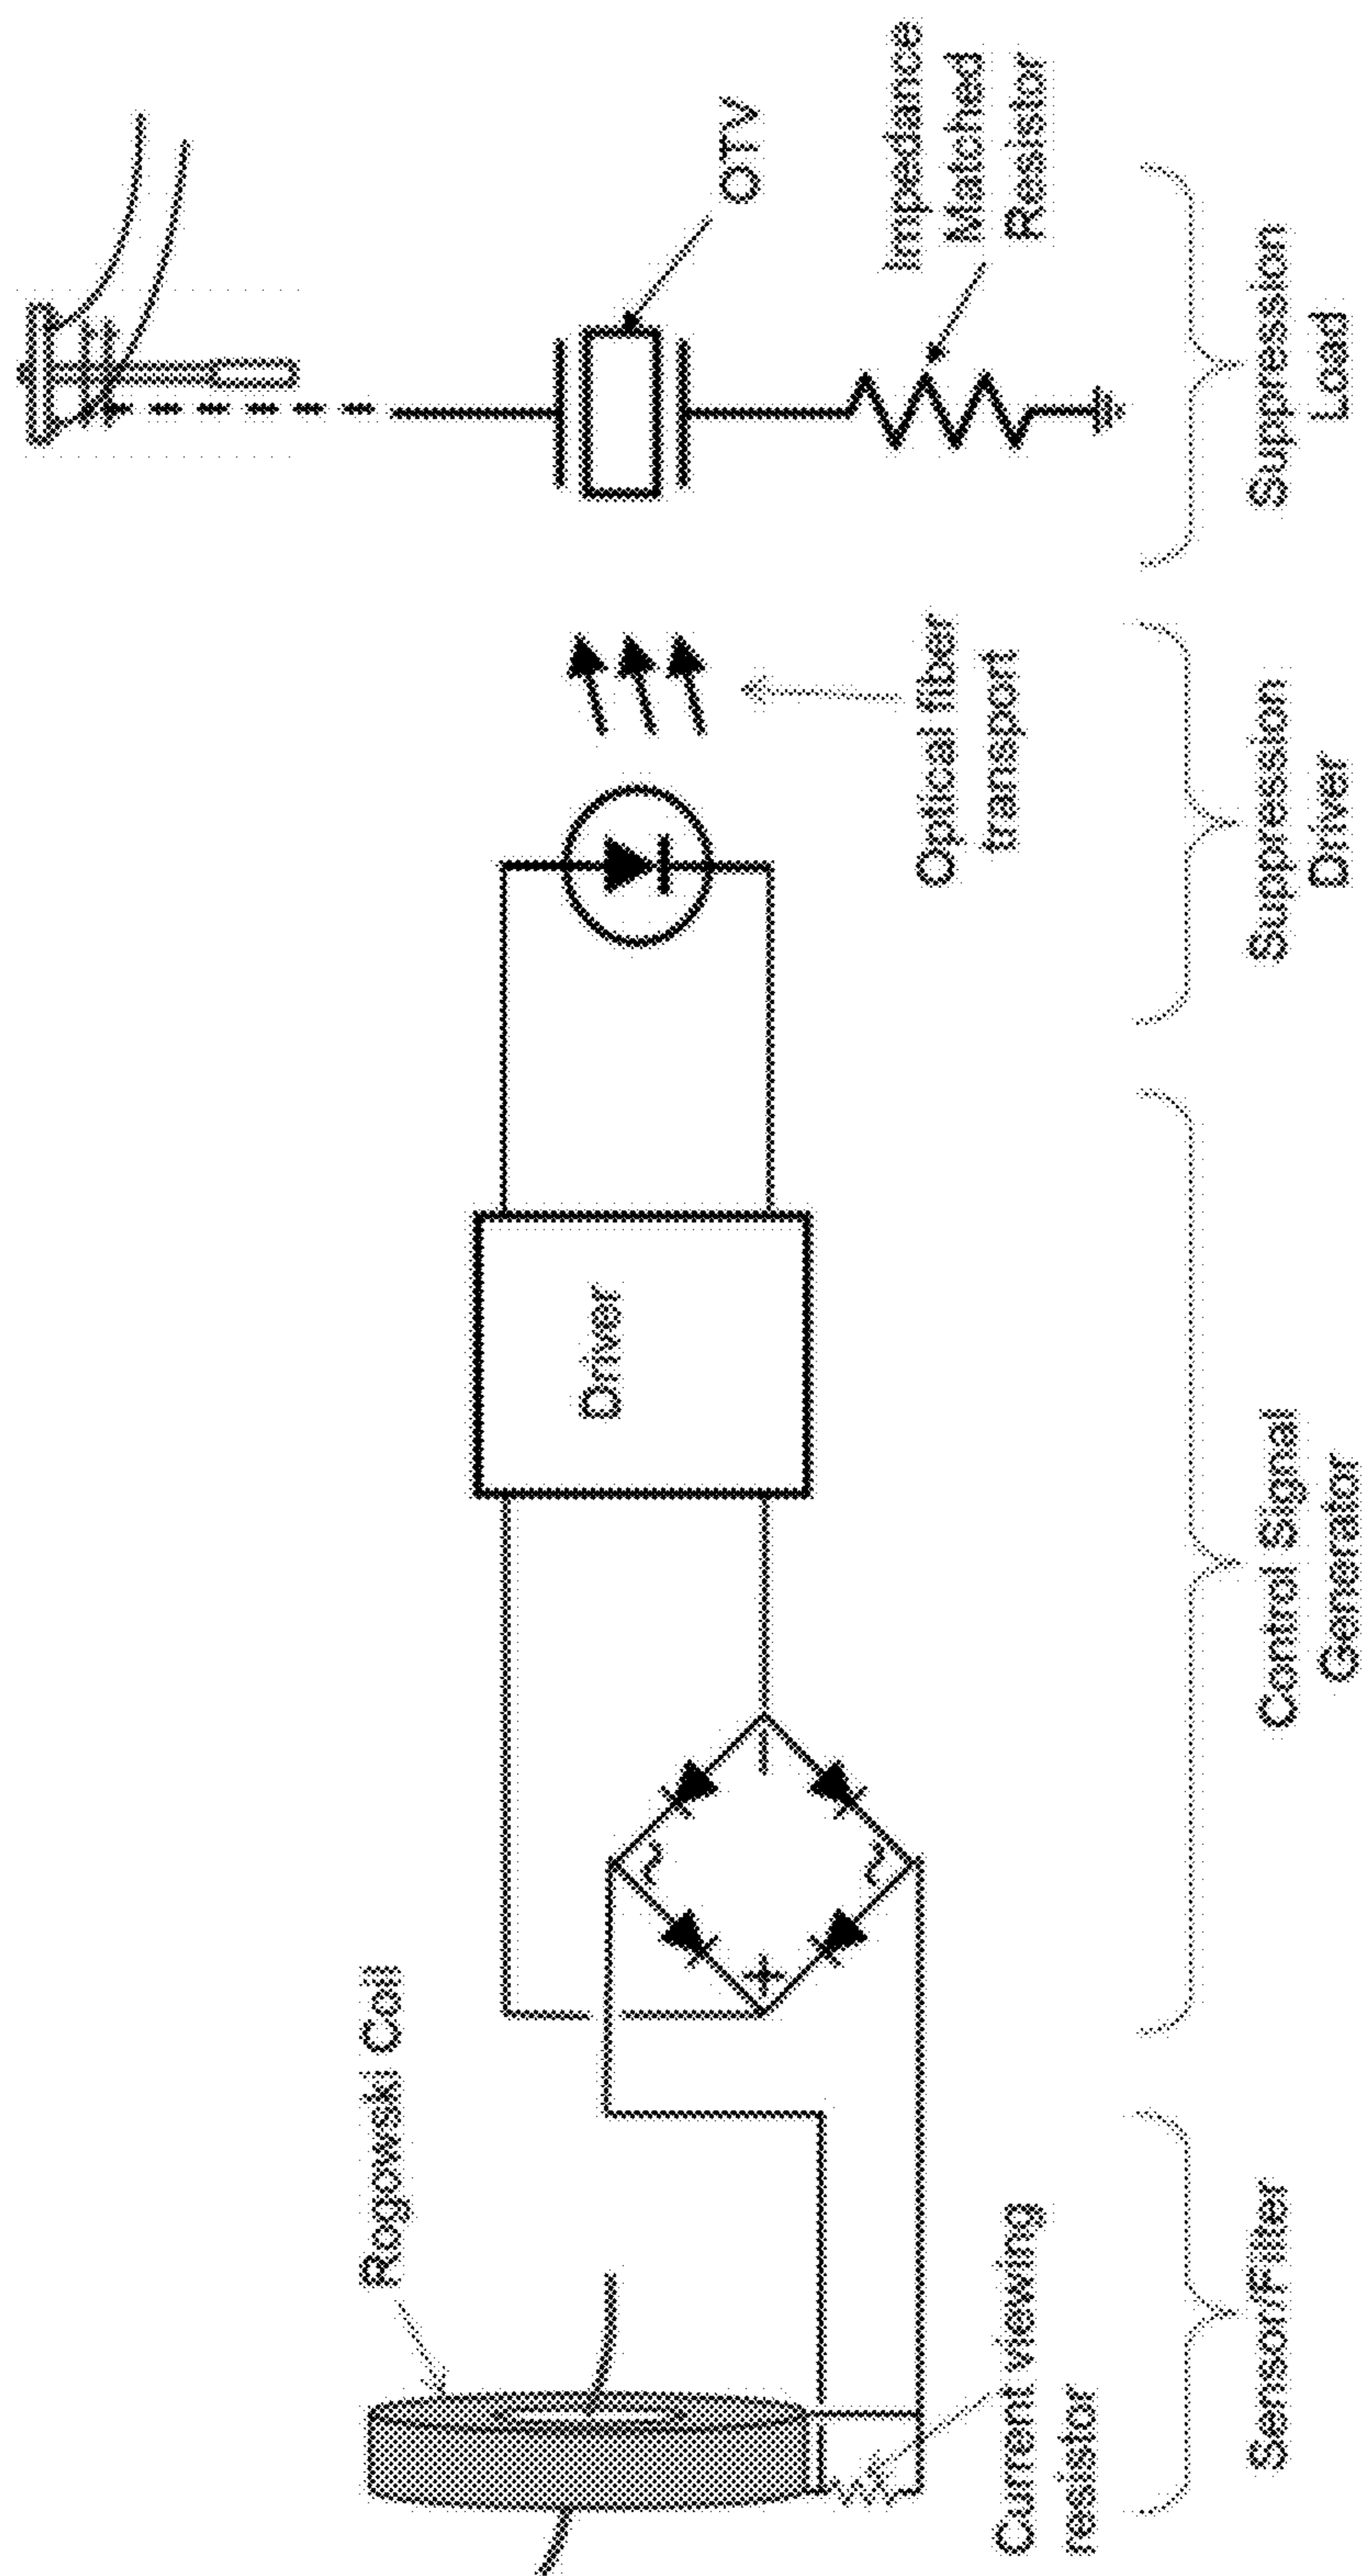 Rogowski Coil
Current viewing
resistor
Driver
Optical fiber
transport
OTV
Impedance
Matched
Resistor
+
−
~
~
Sensor/Filter
Control Signal
Generator
Suppression
Driver
Suppression
Load